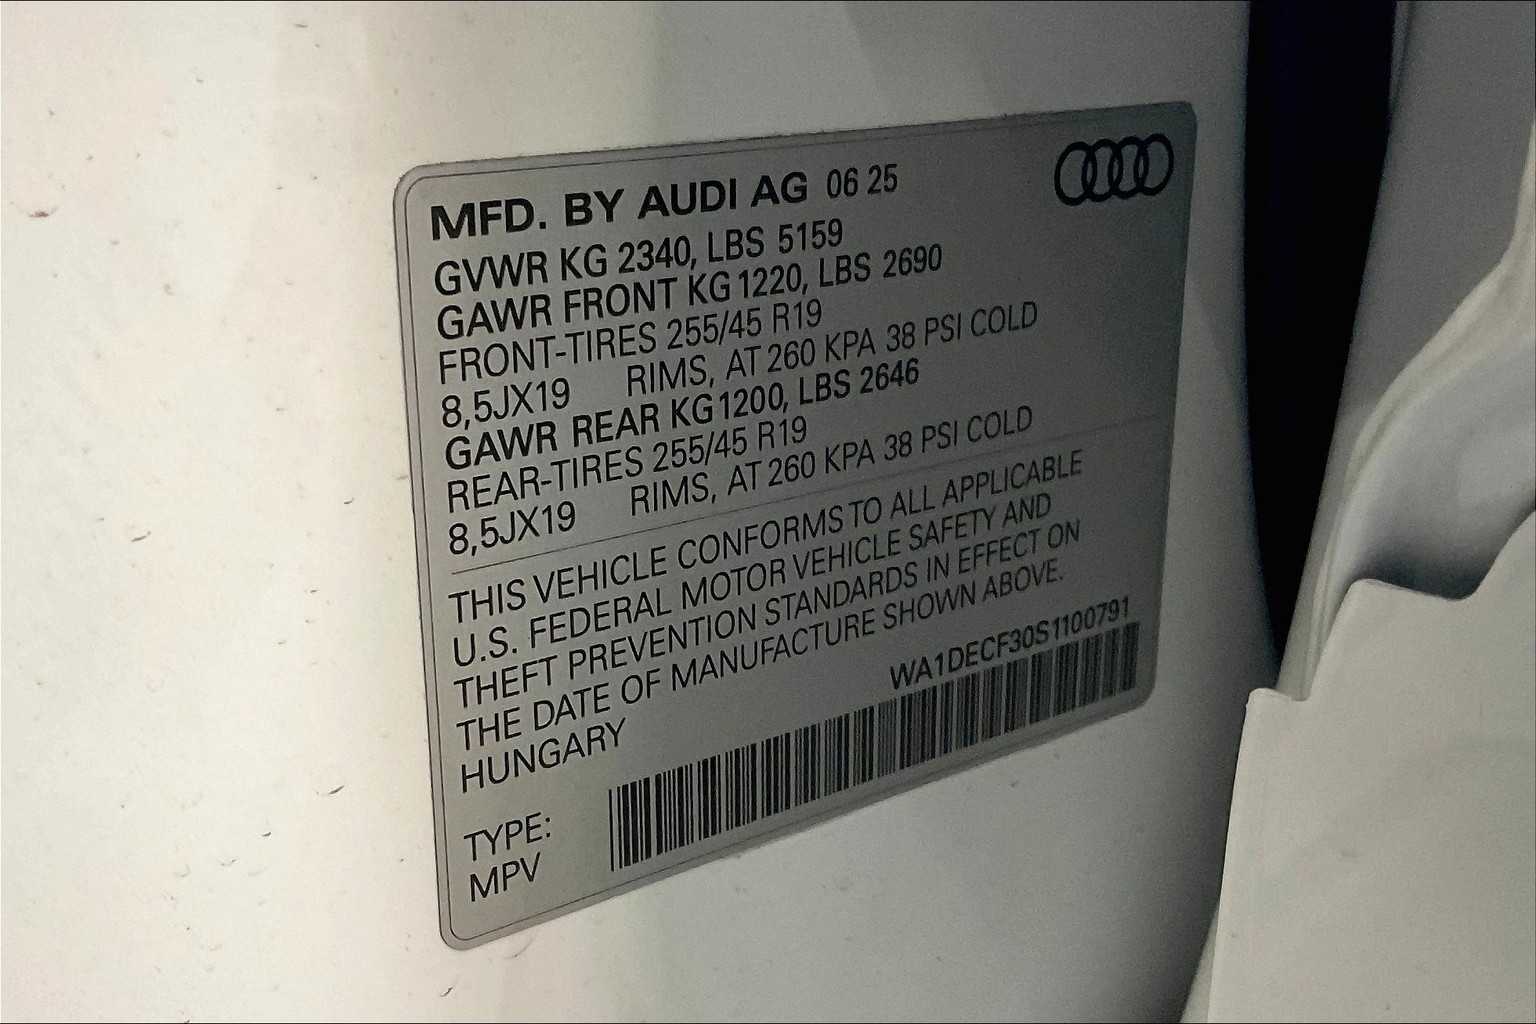 MFD. BY AUDI AG 06 25
GVWR KG 2340, LBS 5159
GAWR FRONT KG 1220, LBS 2690
FRONT-TIRES 255/45 R19
8,5JX19 RIMS, AT 260 KPA 38 PSI COLD
GAWR REAR KG 1200, LBS 2646
REAR-TIRES 255/45 R19
8,5JX19 RIMS, AT 260 KPA 38 PSI COLD
THIS VEHICLE CONFORMS TO ALL APPLICABLE
U.S. FEDERAL MOTOR VEHICLE SAFETY AND
THEFT PREVENTION STANDARDS IN EFFECT ON
THE DATE OF MANUFACTURE SHOWN ABOVE.
HUNGARY
WA1DECF30S1100791
TYPE:
MPV